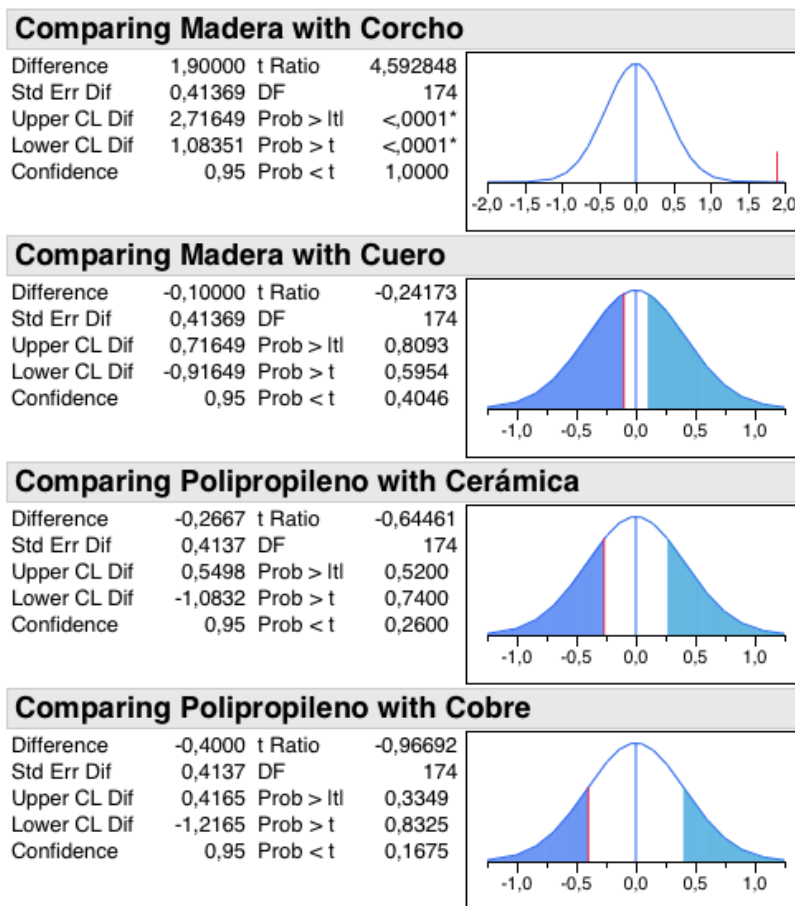 Comparing Madera with Corcho
Difference 1,90000 t Ratio 4,592848
Std Err Dif 0,41369 DF 174
Upper CL Dif 2,71649 Prob > |t| <,0001*
Lower CL Dif 1,08351 Prob > t <,0001*
Confidence 0,95 Prob < t 1,0000
-2,0 -1,5 -1,0 -0,5 0,0 0,5 1,0 1,5 2,0
Comparing Madera with Cuero
Difference -0,10000 t Ratio -0,24173
Std Err Dif 0,41369 DF 174
Upper CL Dif 0,71649 Prob > |t| 0,8093
Lower CL Dif -0,91649 Prob > t 0,5954
Confidence 0,95 Prob < t 0,4046
-1,0 -0,5 0,0 0,5 1,0
Comparing Polipropileno with Cerámica
Difference -0,2667 t Ratio -0,64461
Std Err Dif 0,4137 DF 174
Upper CL Dif 0,5498 Prob > |t| 0,5200
Lower CL Dif -1,0832 Prob > t 0,7400
Confidence 0,95 Prob < t 0,2600
-1,0 -0,5 0,0 0,5 1,0
Comparing Polipropileno with Cobre
Difference -0,4000 t Ratio -0,96692
Std Err Dif 0,4137 DF 174
Upper CL Dif 0,4165 Prob > |t| 0,3349
Lower CL Dif -1,2165 Prob > t 0,8325
Confidence 0,95 Prob < t 0,1675
-1,0 -0,5 0,0 0,5 1,0